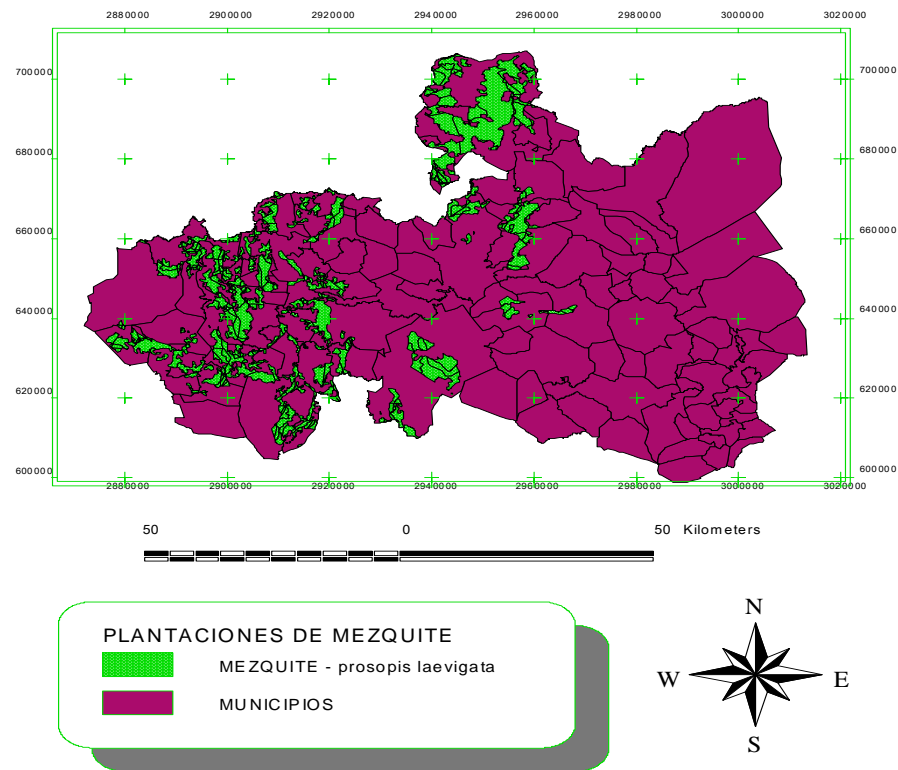 2880000 2900000 2920000 2940000 2960000 2980000 3000000 3020000
700000 700000
680000 680000
660000 660000
640000 640000
620000 620000
600000 600000
2880000 2900000 2920000 2940000 2960000 2980000 3000000 3020000
50 0 50 Kilometers
PLANTACIONES DE MEZQUITE
MEZQUITE - prosopis laevigata
MUNICIPIOS
N
W E
S